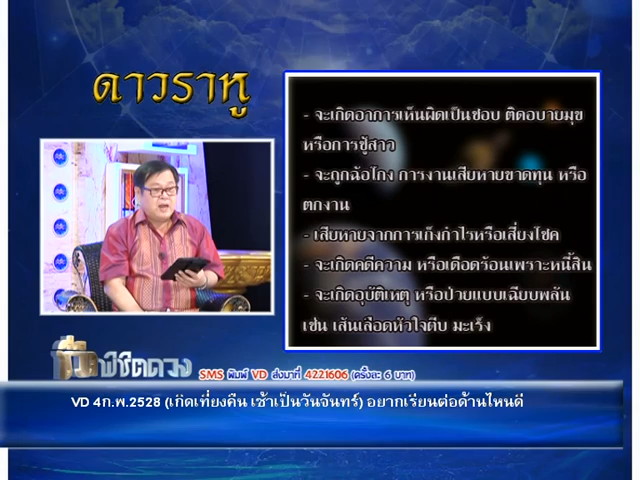 ดาวราหู
- จะเกิดอาการเห็นผิดเป็นชอบ ติดอบายมุข
หรือการชู้สาว
- จะถูกฉ้อโกง การงานเสียหายขาดทุน หรือ
ตกงาน
- เสียหายจากการเก็งกำไรหรือเสี่ยงโชค
- จะเกิดคดีความ หรือเดือดร้อนเพราะหนี้สิน
- จะเกิดอุบัติเหตุ หรือป่วยแบบเฉียบพลัน
เช่น เส้นเลือดหัวใจตีบ มะเร็ง
พิชิตดวง
SMS พิมพ์ VD ส่งมาที่ 4221606 (ครั้งละ 6 บาท)
VD 4ก.พ.2528 (เกิดเที่ยงคืน เช้าเป็นวันจันทร์) อยากเรียนต่อด้านไหนดี